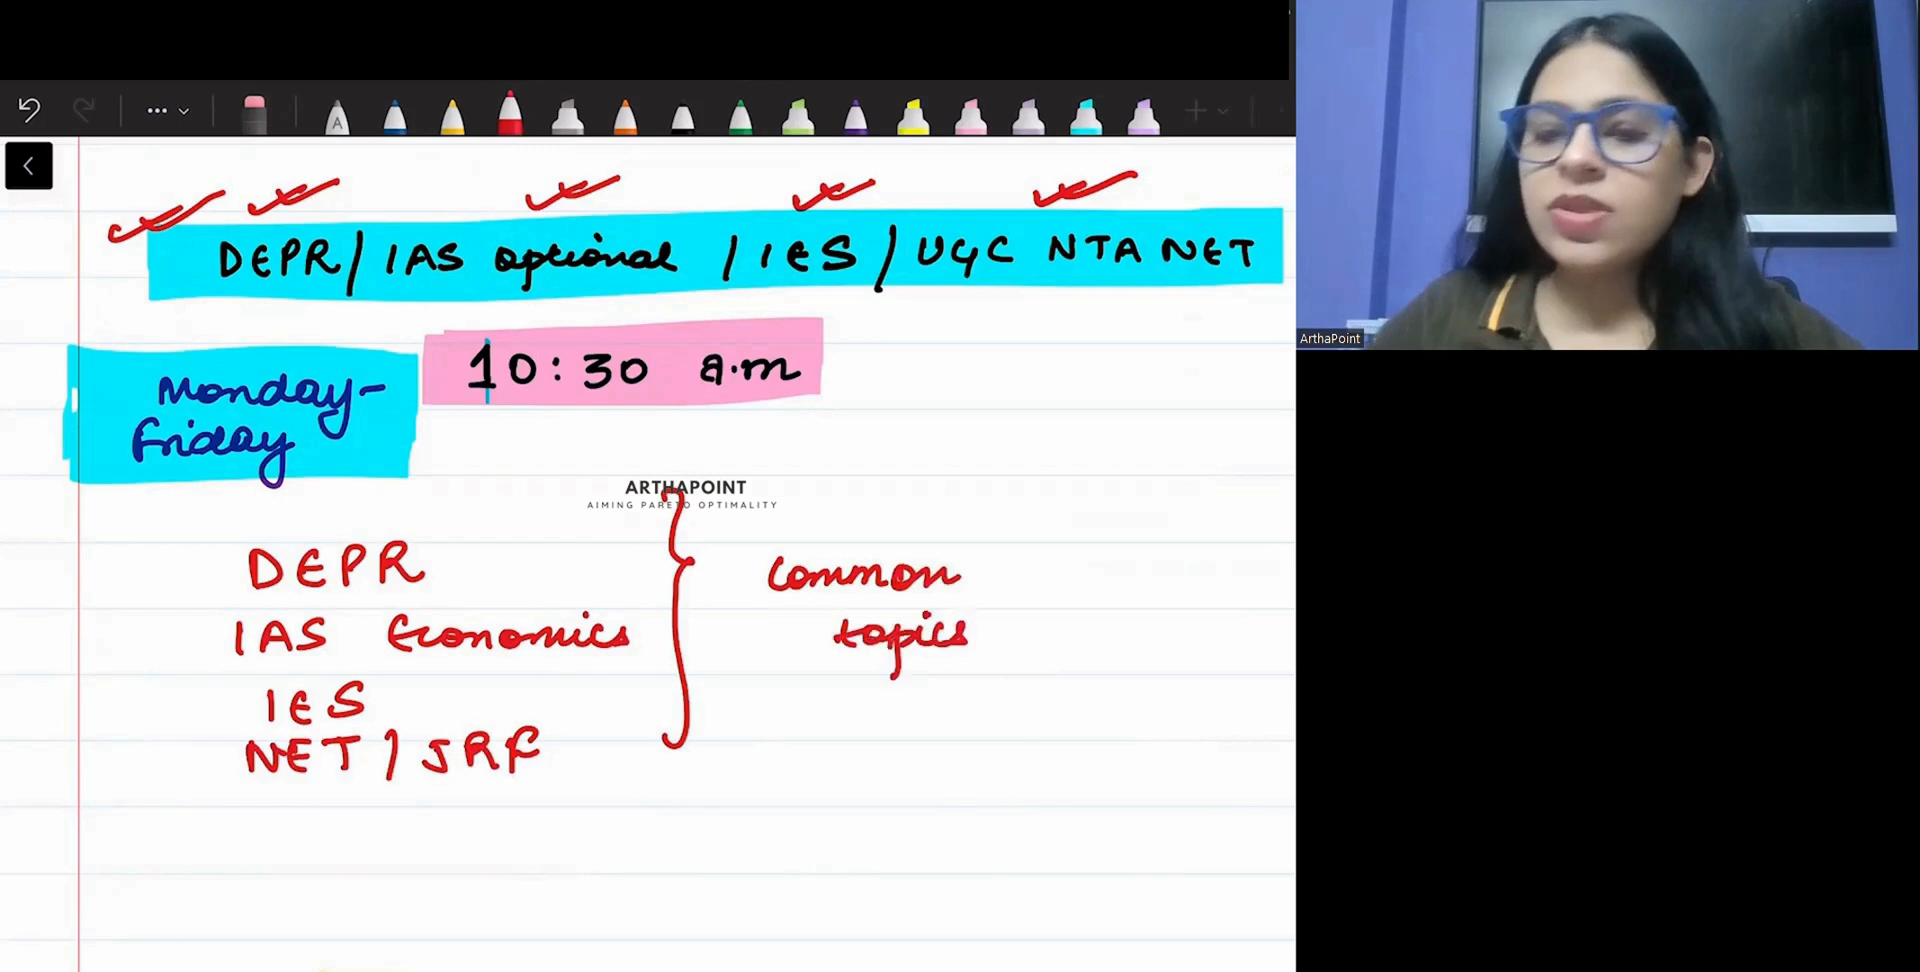 DEPR/ IAS optional / IES / UGC NTA NET
10:30 a.m
Monday-
Friday
ARTHAPOINT
AIMING PARETO OPTIMALITY
DEPR
IAS Economics
IES
NET / JRF
common
topics
A
ArthaPoint